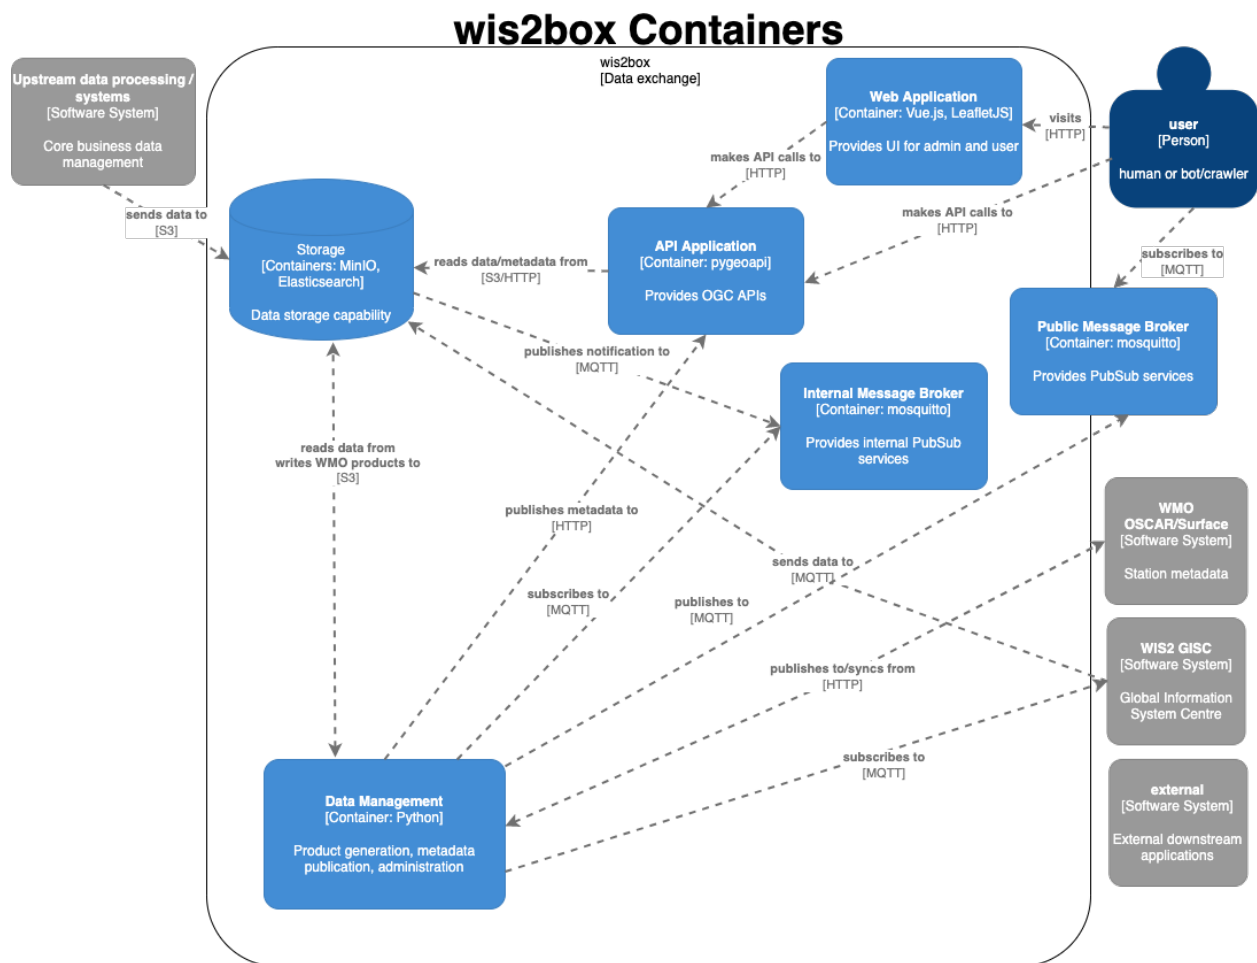 wis2box Containers
wis2box
[Data exchange]
Upstream data processing /
systems
[Software System]
Core business data
management
Web Application
[Container: Vue.js, LeafletJS]
Provides UI for admin and user
visits
[HTTP]
user
[Person]
human or bot/crawler
makes API calls to
[HTTP]
sends data to
[S3]
Storage
[Containers: MinIO,
Elasticsearch]
Data storage capability
reads data/metadata from
[S3/HTTP]
API Application
[Container: pygeoapi]
Provides OGC APIs
makes API calls to
[HTTP]
subscribes to
[MQTT]
Public Message Broker
[Container: mosquitto]
Provides PubSub services
publishes notification to
[MQTT]
Internal Message Broker
[Container: mosquitto]
Provides internal PubSub
services
reads data from
writes WMO products to
[S3]
publishes metadata to
[HTTP]
WMO
OSCAR/Surface
[Software System]
Station metadata
sends data to
[MQTT]
subscribes to
[MQTT]
publishes to
[MQTT]
publishes to/syncs from
[HTTP]
WIS2 GISC
[Software System]
Global Information
System Centre
subscribes to
[MQTT]
Data Management
[Container: Python]
Product generation, metadata
publication, administration
external
[Software System]
External downstream
applications